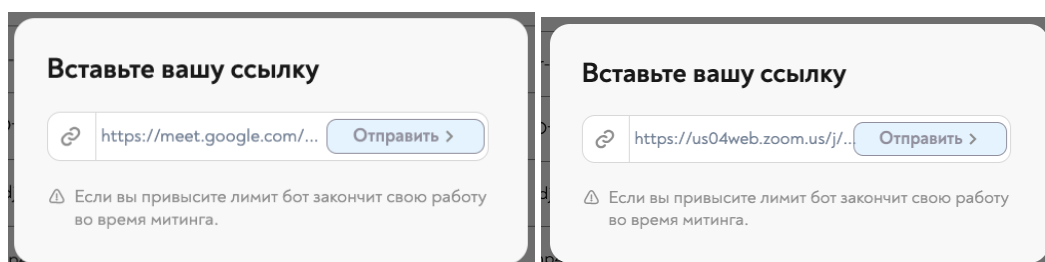 Вставьте вашу ссылку
https://meet.google.com/...
Отправить >
Если вы привысите лимит бот закончит свою работу
во время митинга.
Вставьте вашу ссылку
https://us04web.zoom.us/j/...
Отправить >
Если вы привысите лимит бот закончит свою работу
во время митинга.